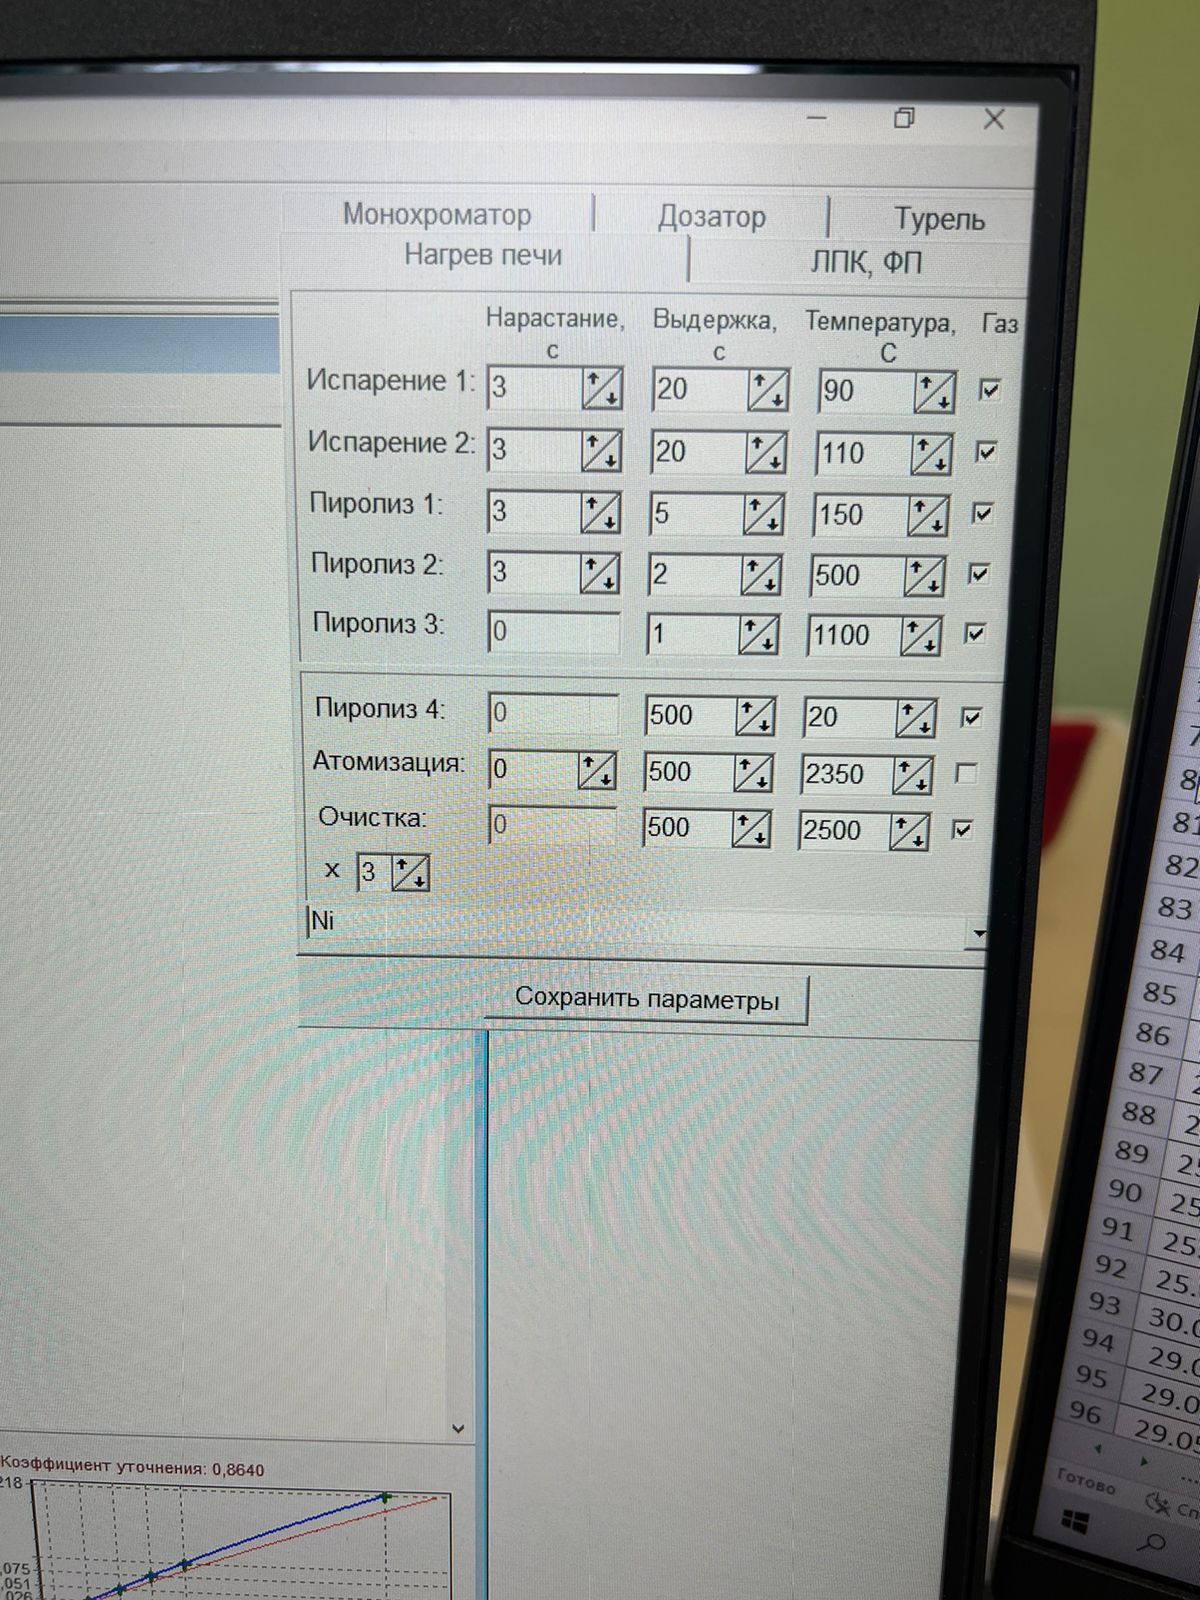 Монохроматор Дозатор Турель
Нагрев печи ЛПК, ФП
Нарастание, с Выдержка, с Температура, С Газ
Испарение 1: 3 20 90
Испарение 2: 3 20 110
Пиролиз 1: 3 5 150
Пиролиз 2: 3 2 500
Пиролиз 3: 0 1 1100
Пиролиз 4: 0 500 20
Атомизация: 0 500 2350
Очистка: 0 500 2500
x 3
Ni
Сохранить параметры
Коэффициент уточнения: 0,8640
218
,075
,051
,026
81
82
83
84
85
86
87
88
89
90 25
91 25
92 25.
93 30.0
94 29.0
95 29.0
96 29.05
Готово